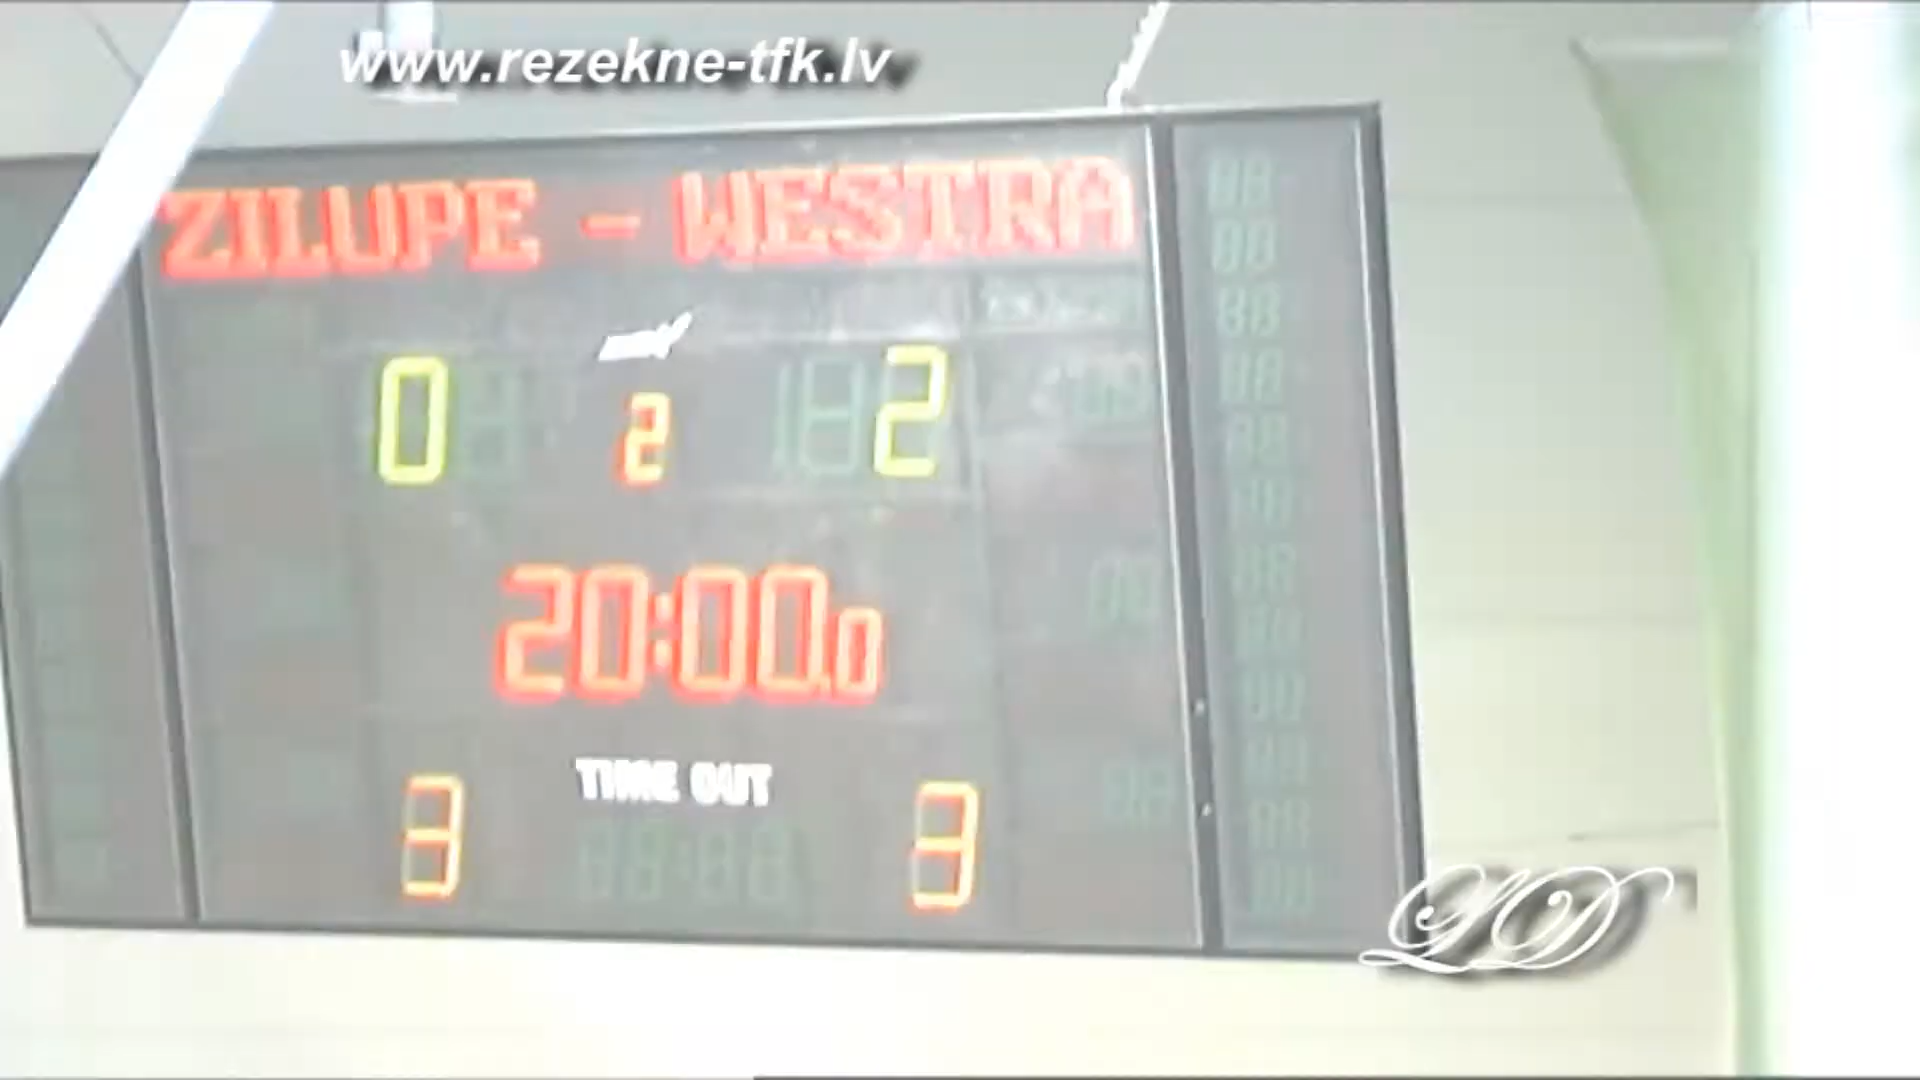 www.rezekne-tfk.lv
ZILUPE - WESTRA
0 2 2
20:00.0
TIME OUT
3 3